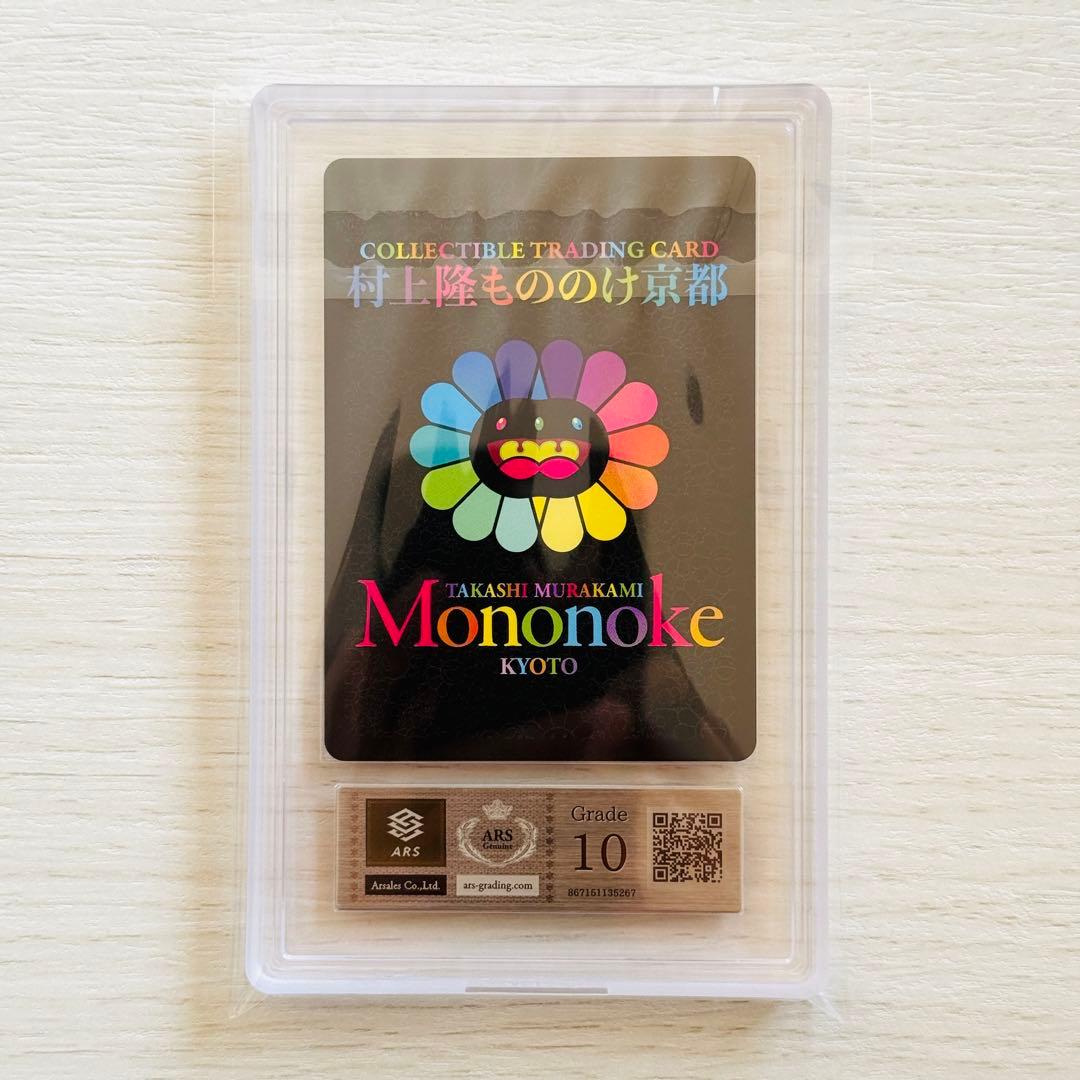 COLLECTIBLE TRADING CARD
村上隆もののけ京都
TAKASHI MURAKAMI
Mononoke
KYOTO
ARS
Arsales Co.,Ltd.
ARS
Genuine
ars-grading.com
Grade
10
867151135267